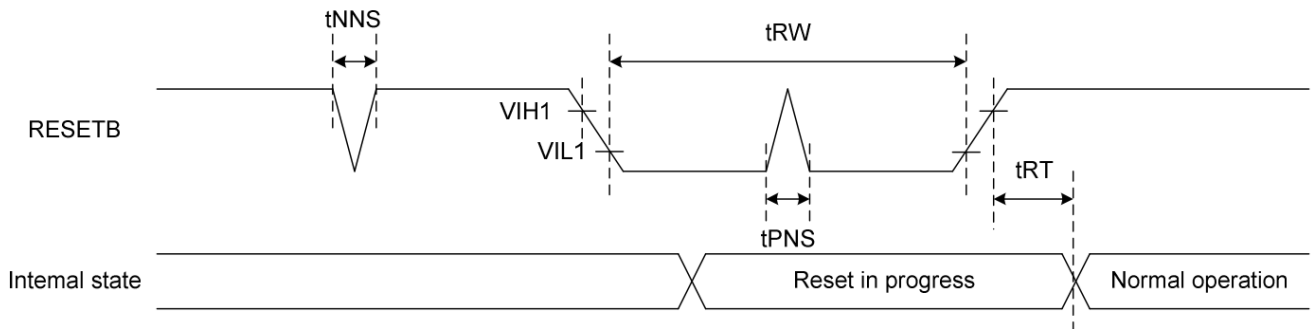 tNNS
tRW
RESETB
VIH1
VIL1
tRT
tPNS
Intemal state
Reset in progress
Normal operation